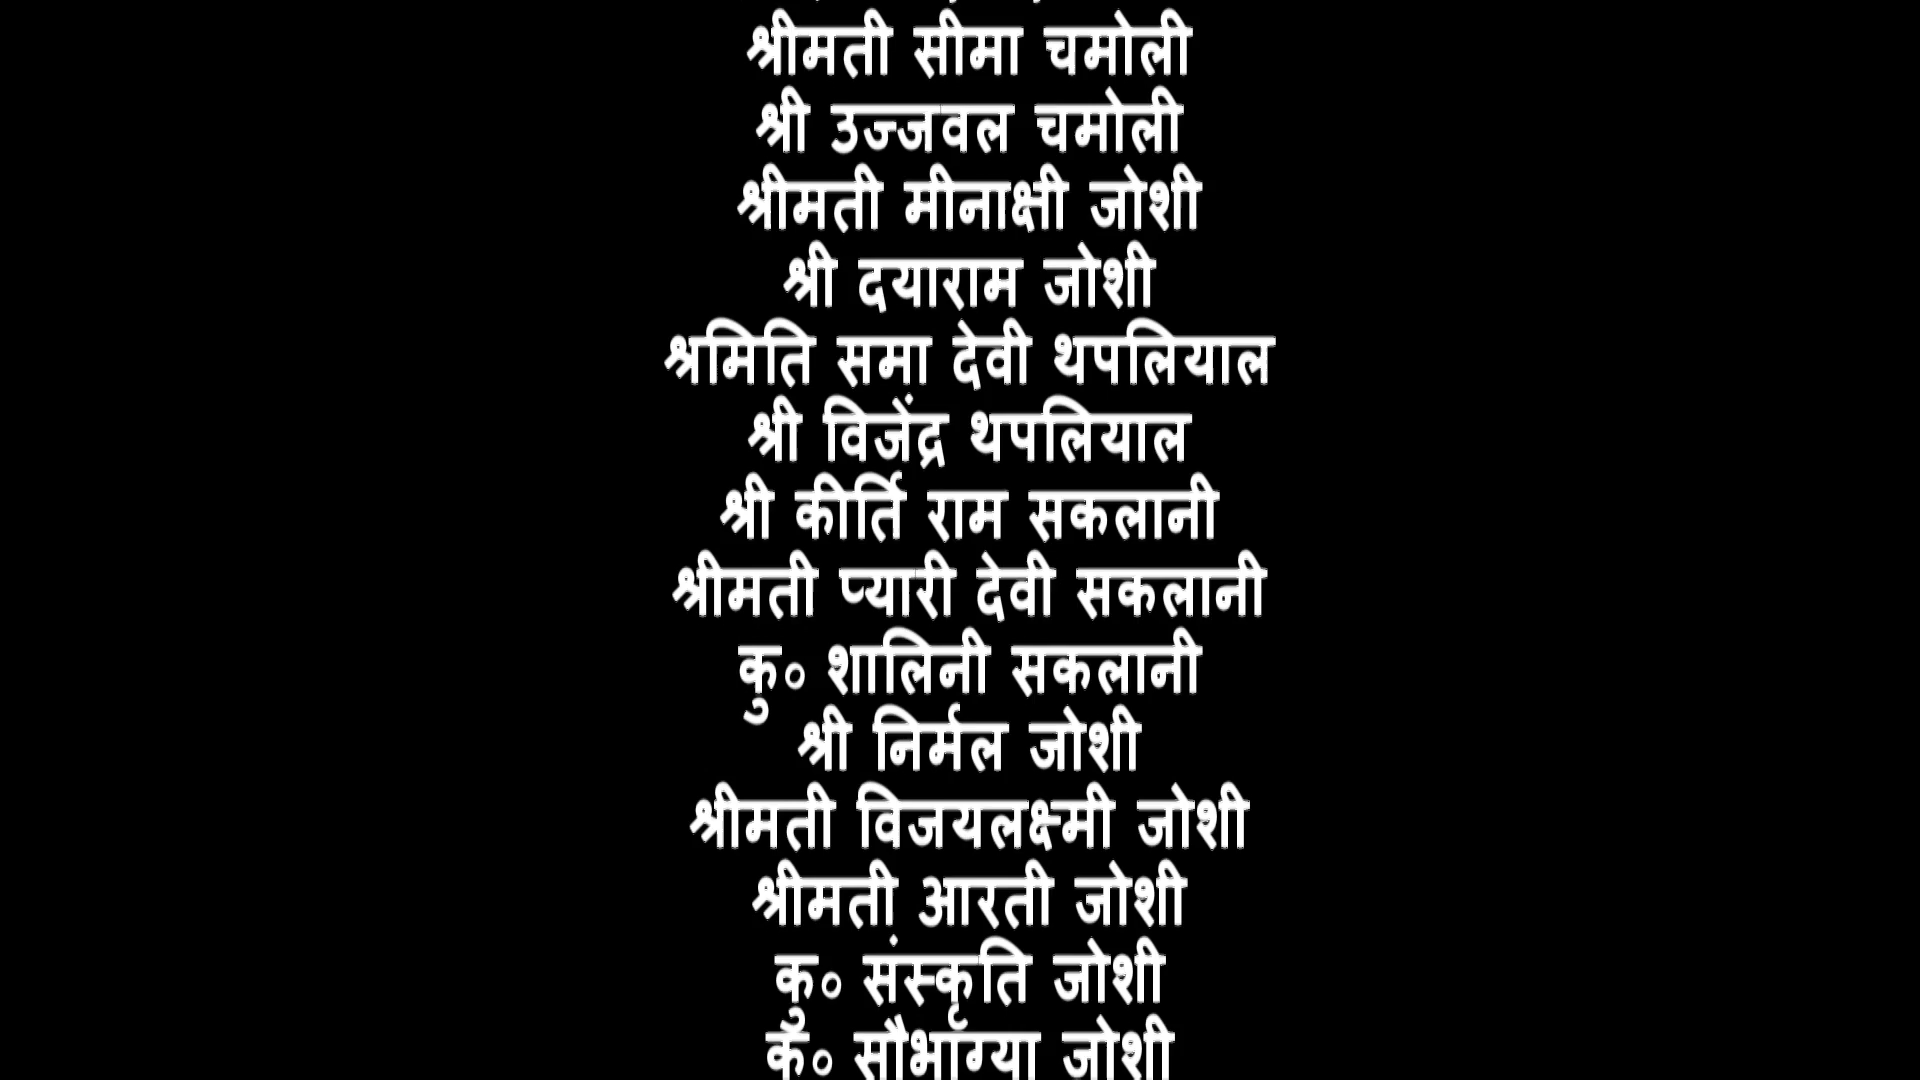 श्रीमती सीमा चमोली
श्री उज्जवल चमोली
श्रीमती मीनाक्षी जोशी
श्री दयाराम जोशी
श्रमिति समा देवी थपलियाल
श्री विजेंद्र थपलियाल
श्री कीर्ति राम सकलानी
श्रीमती प्यारी देवी सकलानी
कु० शालिनी सकलानी
श्री निर्मल जोशी
श्रीमती विजयलक्ष्मी जोशी
श्रीमती आरती जोशी
कु० संस्कृति जोशी
कु० सौभाग्या जोशी